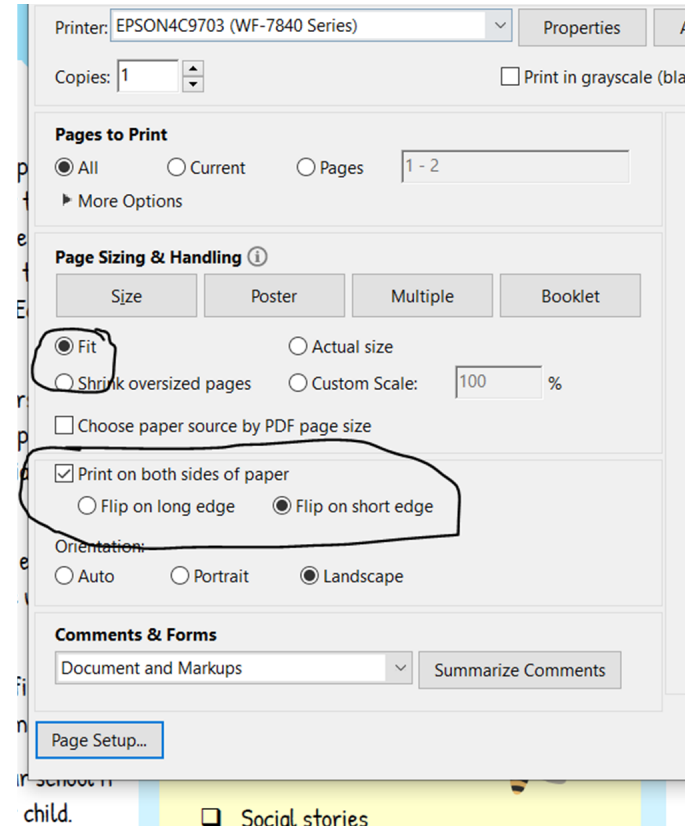 Printer: EPSON4C9703 (WF-7840 Series) Properties
Copies: 1 Print in grayscale (bla
Pages to Print
All Current Pages 1 - 2
More Options
Page Sizing & Handling
Size Poster Multiple Booklet
Fit Actual size
Shrink oversized pages Custom Scale: 100 %
Choose paper source by PDF page size
Print on both sides of paper
Flip on long edge Flip on short edge
Orientation:
Auto Portrait Landscape
Comments & Forms
Document and Markups Summarize Comments
Page Setup...
child.
Social stories